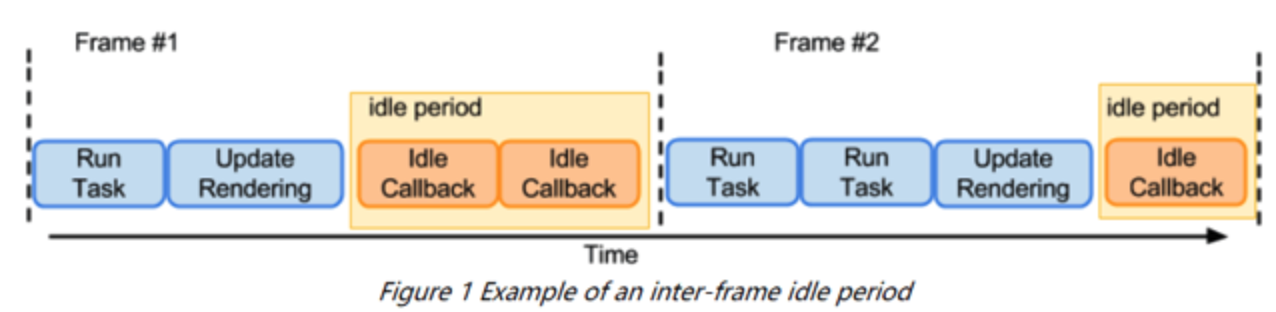 Frame #1
Frame #2
idle period
idle period
Run
Task
Update
Rendering
Idle
Callback
Idle
Callback
Run
Task
Run
Task
Update
Rendering
Idle
Callback
Time
Figure 1 Example of an inter-frame idle period